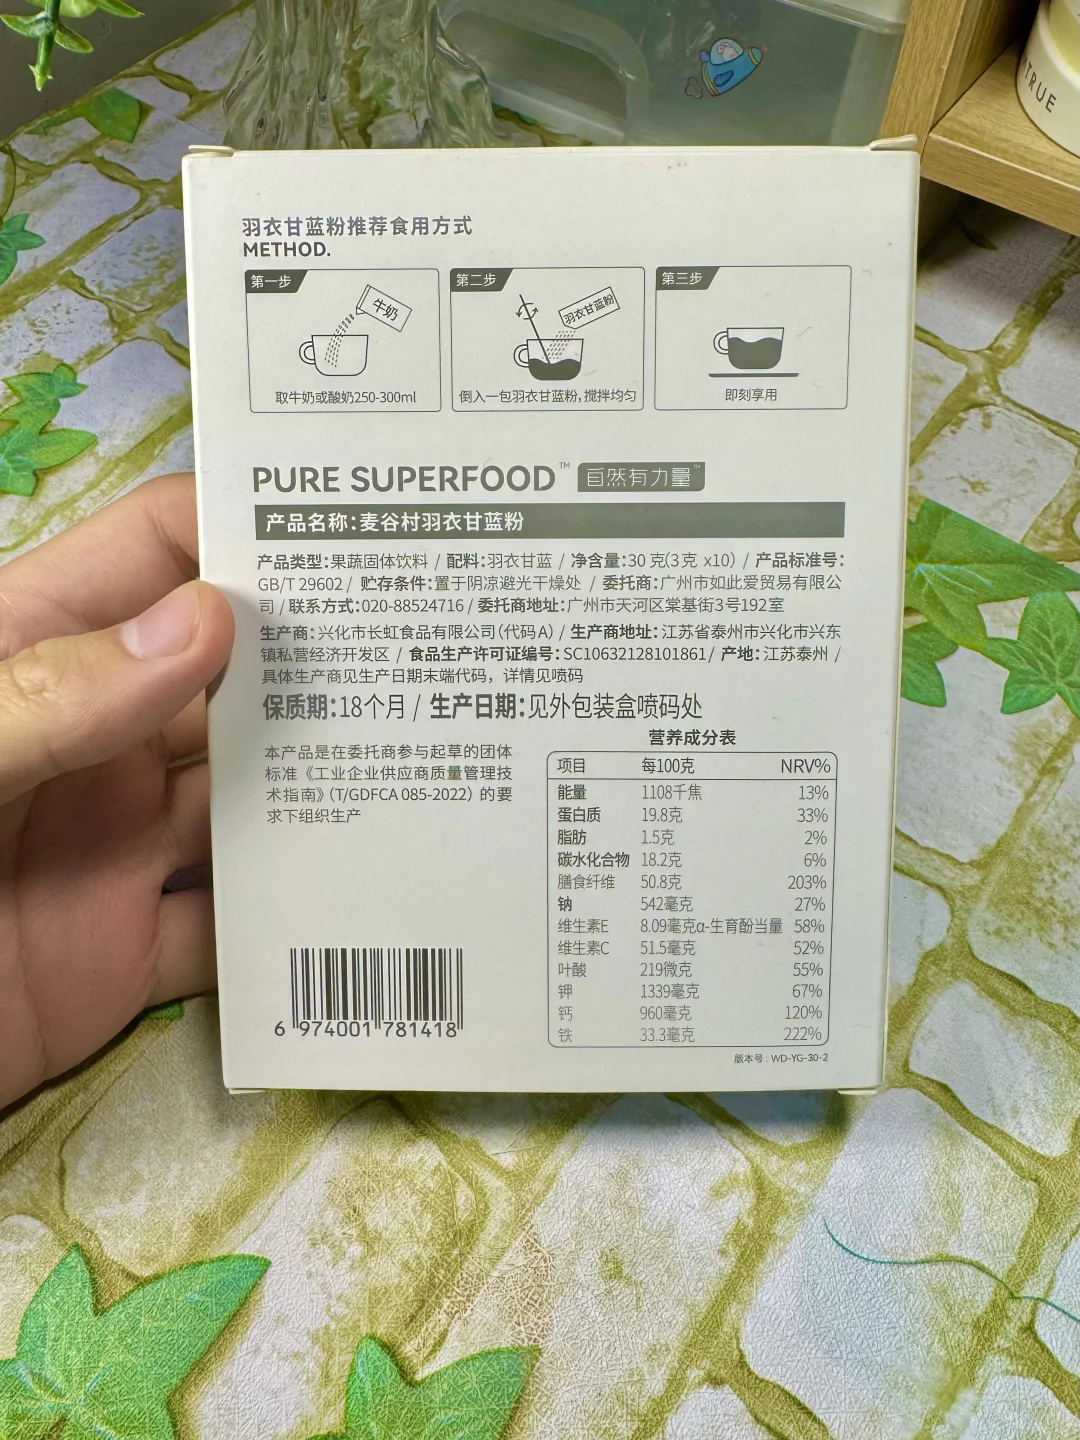 TRUE
羽衣甘蓝粉推荐食用方式
METHOD.
第一步
牛奶
取牛奶或酸奶250-300ml
第二步
羽衣甘蓝粉
倒入一包羽衣甘蓝粉,搅拌均匀
第三步
即刻享用
PURE SUPERFOOD™ 自然有力量™
产品名称:麦谷村羽衣甘蓝粉
产品类型:果蔬固体饮料 / 配料:羽衣甘蓝 / 净含量:30克(3克 x10) / 产品标准号:
GB/T 29602 / 贮存条件:置于阴凉避光干燥处 / 委托商:广州市如此爱贸易有限公
司 / 联系方式:020-88524716 / 委托商地址:广州市天河区棠基街3号192室
生产商:兴化市长虹食品有限公司(代码A) / 生产商地址:江苏省泰州市兴化市兴东
镇私营经济开发区 / 食品生产许可证编号:SC10632128101861/ 产地:江苏泰州 /
具体生产商见生产日期末端代码，详情见喷码
保质期:18个月 / 生产日期:见外包装盒喷码处
本产品是在委托商参与起草的团体
标准《工业企业供应商质量管理技
术指南》(T/GDFCA 085-2022) 的要
求下组织生产
6 974001 781418
营养成分表
项目 每100克 NRV%
能量 1108千焦 13%
蛋白质 19.8克 33%
脂肪 1.5克 2%
碳水化合物 18.2克 6%
膳食纤维 50.8克 203%
钠 542毫克 27%
维生素E 8.09毫克α-生育酚当量 58%
维生素C 51.5毫克 52%
叶酸 219微克 55%
钾 1339毫克 67%
钙 960毫克 120%
铁 33.3毫克 222%
版本号 : WD-YG-30-2